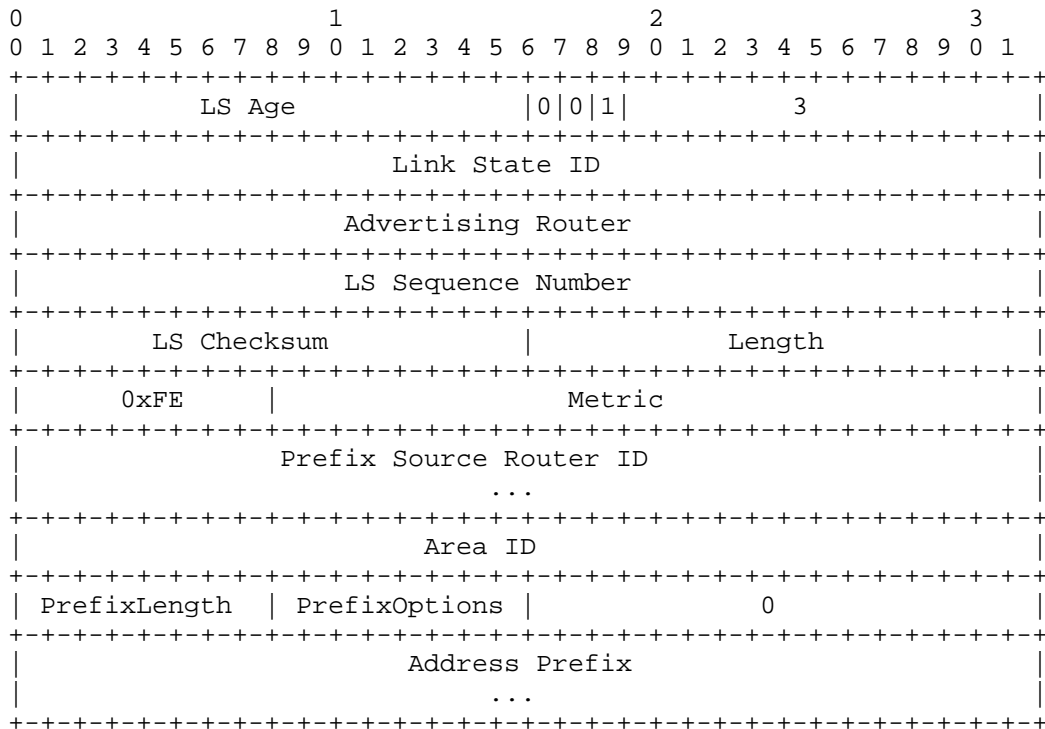 0                   1                   2                   3
0 1 2 3 4 5 6 7 8 9 0 1 2 3 4 5 6 7 8 9 0 1 2 3 4 5 6 7 8 9 0 1
+-+-+-+-+-+-+-+-+-+-+-+-+-+-+-+-+-+-+-+-+-+-+-+-+-+-+-+-+-+-+-+-+
|           LS Age              |0|0|1|          3              |
+-+-+-+-+-+-+-+-+-+-+-+-+-+-+-+-+-+-+-+-+-+-+-+-+-+-+-+-+-+-+-+-+
|                       Link State ID                           |
+-+-+-+-+-+-+-+-+-+-+-+-+-+-+-+-+-+-+-+-+-+-+-+-+-+-+-+-+-+-+-+-+
|                    Advertising Router                         |
+-+-+-+-+-+-+-+-+-+-+-+-+-+-+-+-+-+-+-+-+-+-+-+-+-+-+-+-+-+-+-+-+
|                    LS Sequence Number                         |
+-+-+-+-+-+-+-+-+-+-+-+-+-+-+-+-+-+-+-+-+-+-+-+-+-+-+-+-+-+-+-+-+
|        LS Checksum            |            Length             |
+-+-+-+-+-+-+-+-+-+-+-+-+-+-+-+-+-+-+-+-+-+-+-+-+-+-+-+-+-+-+-+-+
|      0xFE     |                  Metric                       |
+-+-+-+-+-+-+-+-+-+-+-+-+-+-+-+-+-+-+-+-+-+-+-+-+-+-+-+-+-+-+-+-+
|                Prefix Source Router ID                        |
|                             ...                               |
+-+-+-+-+-+-+-+-+-+-+-+-+-+-+-+-+-+-+-+-+-+-+-+-+-+-+-+-+-+-+-+-+
|                         Area ID                               |
+-+-+-+-+-+-+-+-+-+-+-+-+-+-+-+-+-+-+-+-+-+-+-+-+-+-+-+-+-+-+-+-+
| PrefixLength  | PrefixOptions |              0                |
+-+-+-+-+-+-+-+-+-+-+-+-+-+-+-+-+-+-+-+-+-+-+-+-+-+-+-+-+-+-+-+-+
|                        Address Prefix                         |
|                             ...                               |
+-+-+-+-+-+-+-+-+-+-+-+-+-+-+-+-+-+-+-+-+-+-+-+-+-+-+-+-+-+-+-+-+